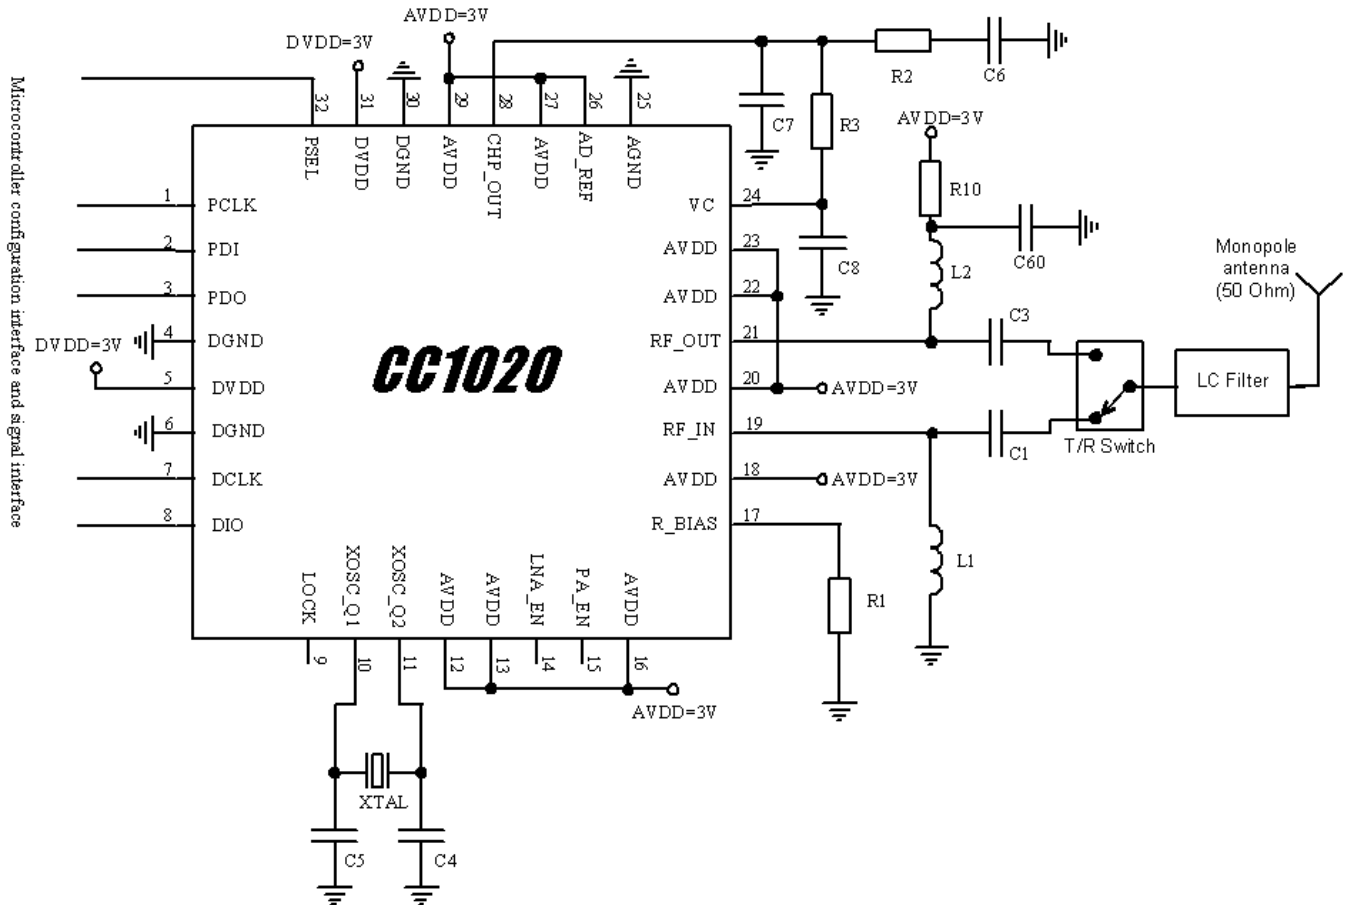 AVDD=3V
DVDD=3V
R2
C6
C7
R3
AVDD=3V
R10
C60
32
31
30
29
28
27
26
25
PSEL
DVDD
DGND
AVDD
CHP_OUT
AVDD
AD_REF
AGND
Microcontroller configuration interface and signal interface
1
PCLK
2
PDI
3
PDO
4
DGND
DVDD=3V
5
DVDD
6
DGND
7
DCLK
8
DIO
CC1020
VC
24
AVDD
23
AVDD
22
RF_OUT
21
AVDD
20
AVDD=3V
RF_IN
19
AVDD
18
AVDD=3V
R_BIAS
17
C8
L2
C3
C1
T/R Switch
LC Filter
Monopole
antenna
(50 Ohm)
L1
R1
LOCK
XOSC_Q1
XOSC_Q2
AVDD
AVDD
LNA_EN
PA_EN
AVDD
9
10
11
12
13
14
15
16
AVDD=3V
XTAL
C5
C4